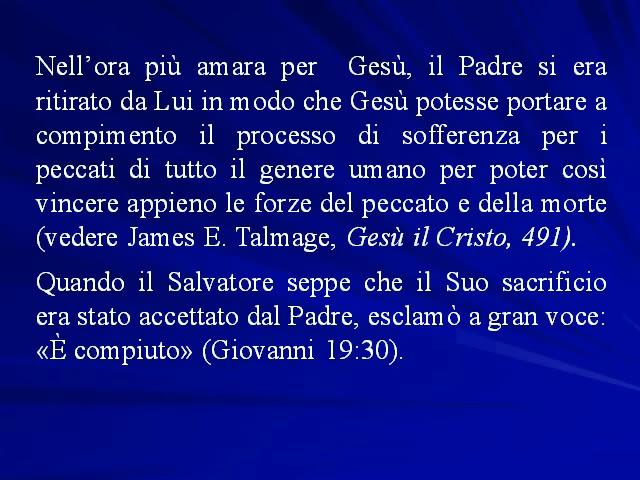 Nell’ora più amara per Gesù, il Padre si era
ritirato da Lui in modo che Gesù potesse portare a
compimento il processo di sofferenza per i
peccati di tutto il genere umano per poter così
vincere appieno le forze del peccato e della morte
(vedere James E. Talmage, Gesù il Cristo, 491).
Quando il Salvatore seppe che il Suo sacrificio
era stato accettato dal Padre, esclamò a gran voce:
«È compiuto» (Giovanni 19:30).